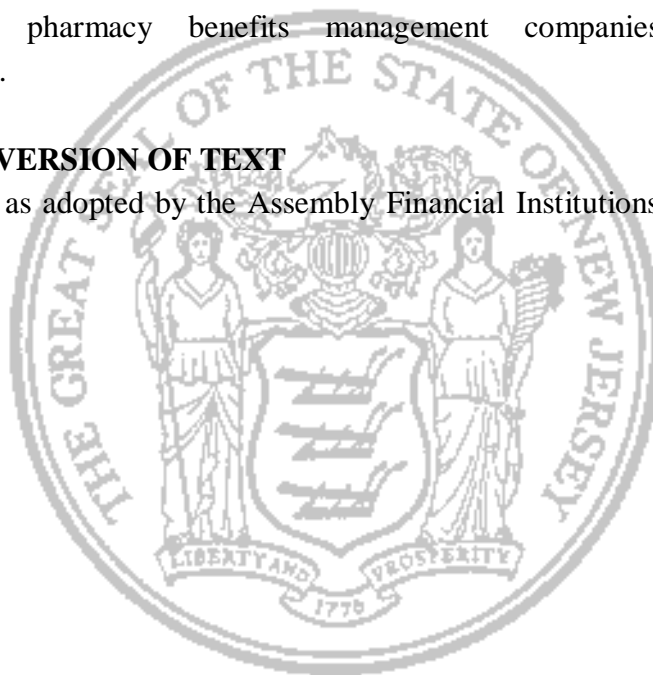 pharmacy benefits management companies
.
VERSION OF TEXT
as adopted by the Assembly Financial Institutions
THE GREAT SEAL OF THE STATE OF NEW JERSEY
LIBERTY AND PROSPERITY
1776